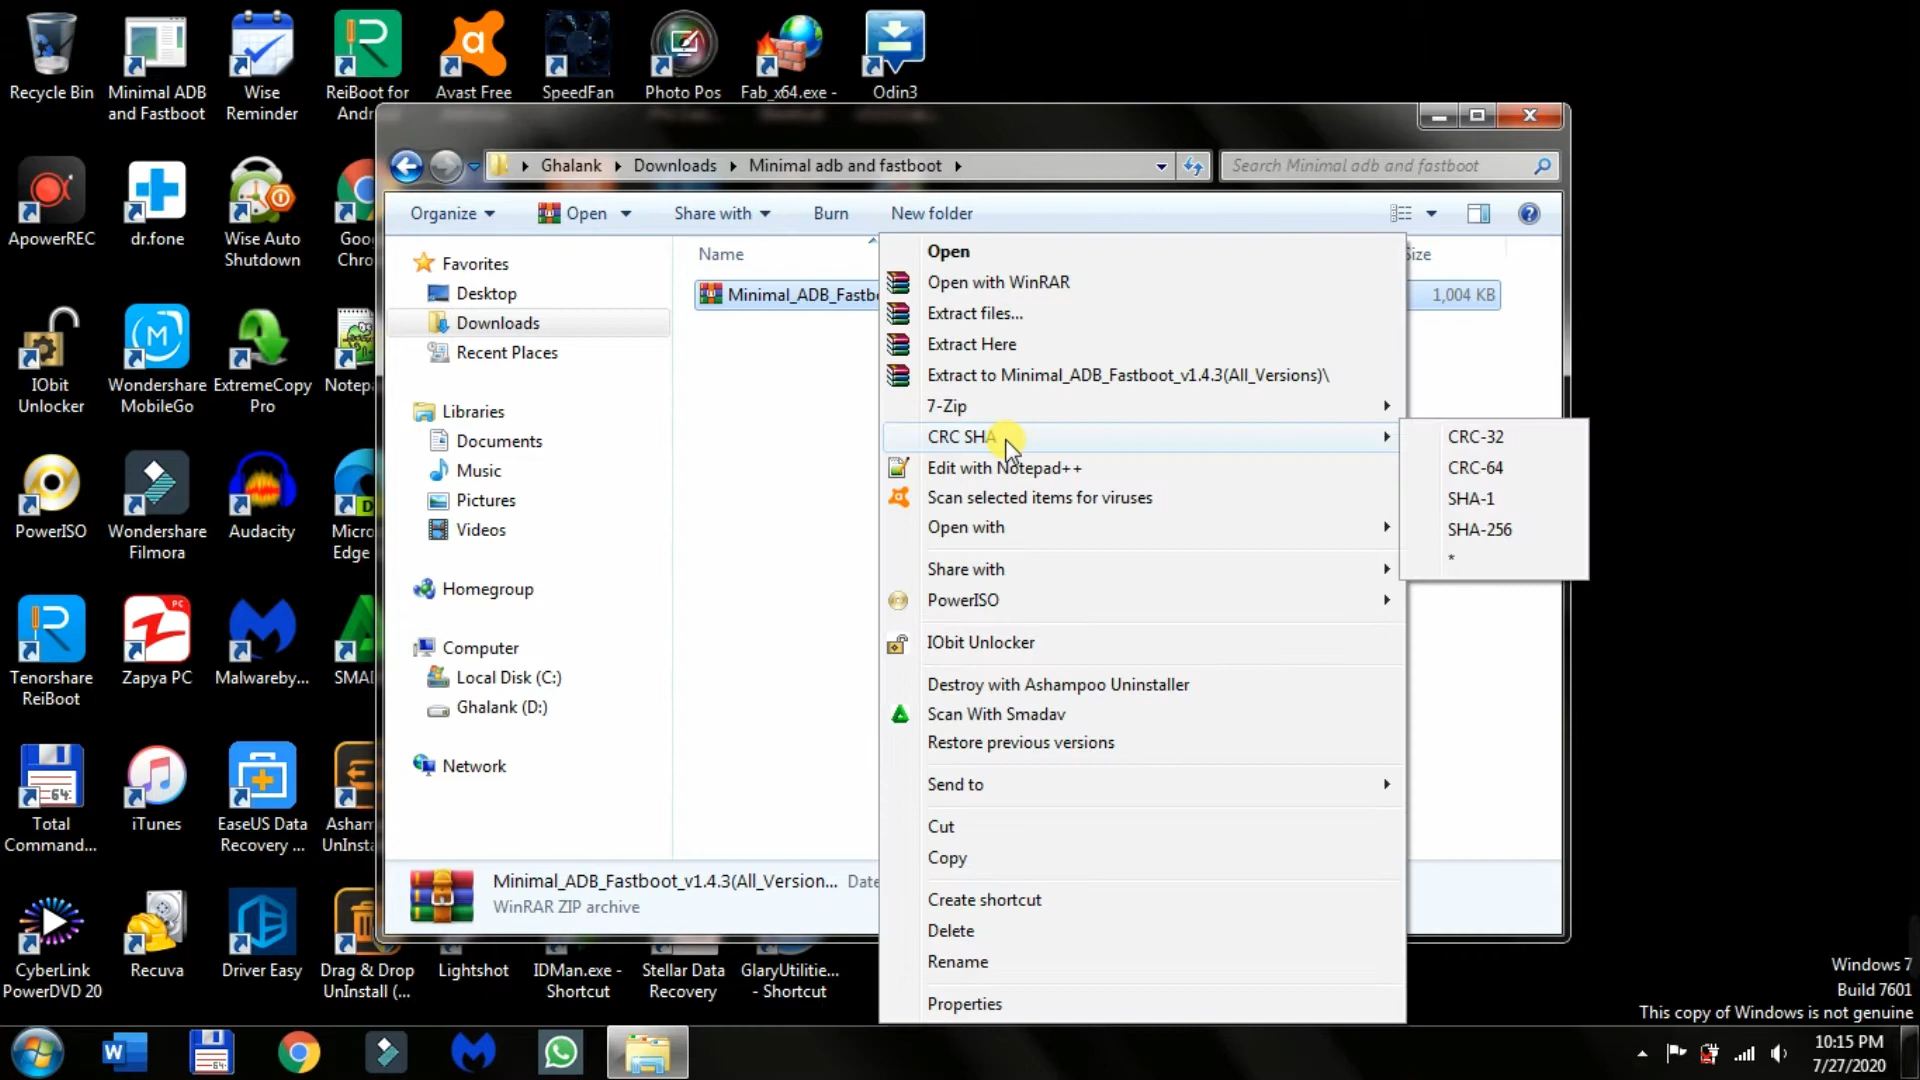 Recycle Bin
Minimal ADB
and Fastboot
Wise
Reminder
ReiBoot for
Andr
Avast Free
SpeedFan
Photo Pos
Fab_x64.exe -
Odin3
ApowerREC
dr.fone
Wise Auto
Shutdown
Goo
Chro
IObit
Unlocker
Wondershare
MobileGo
ExtremeCopy
Pro
Notepa
PowerISO
Wondershare
Filmora
Audacity
Micro
Edge
Tenorshare
ReiBoot
Zapya PC
Malwareby...
SMAD
Total
Command...
iTunes
EaseUS Data
Recovery ...
Asham
UnInsta
CyberLink
PowerDVD 20
Recuva
Driver Easy
Drag & Drop
UnInstall (...
Lightshot
IDMan.exe -
Shortcut
Stellar Data
Recovery
GlaryUtilitie...
- Shortcut
Ghalank
Downloads
Minimal adb and fastboot
Search Minimal adb and fastboot
Organize
Open
Share with
Burn
New folder
Favorites
Desktop
Downloads
Recent Places
Libraries
Documents
Music
Pictures
Videos
Homegroup
Computer
Local Disk (C:)
Ghalank (D:)
Network
Name
Size
Minimal_ADB_Fastbo
1,004 KB
Open
Open with WinRAR
Extract files...
Extract Here
Extract to Minimal_ADB_Fastboot_v1.4.3(All_Versions)\
7-Zip
CRC SHA
Edit with Notepad++
Scan selected items for viruses
Open with
Share with
PowerISO
IObit Unlocker
Destroy with Ashampoo Uninstaller
Scan With Smadav
Restore previous versions
Send to
Cut
Copy
Create shortcut
Delete
Rename
Properties
CRC-32
CRC-64
SHA-1
SHA-256
*
Minimal_ADB_Fastboot_v1.4.3(All_Version... Date
WinRAR ZIP archive
Windows 7
Build 7601
This copy of Windows is not genuine
10:15 PM
7/27/2020